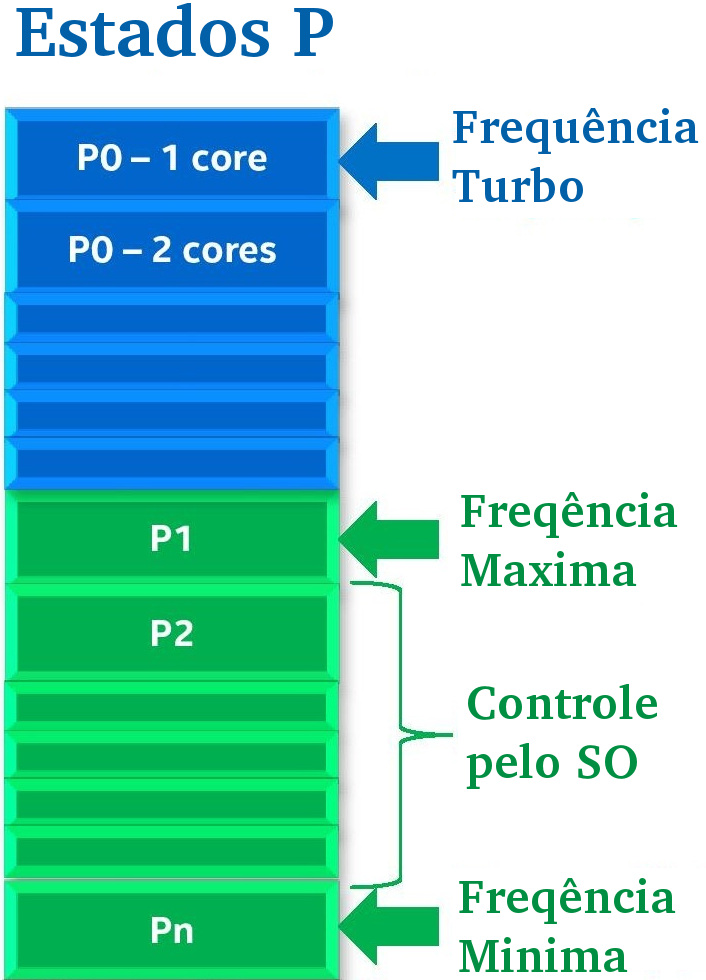 Estados P
P0 – 1 core
Frequência
Turbo
P0 – 2 cores
P1
Freqência
Maxima
P2
Controle
pelo SO
Pn
Freqência
Minima